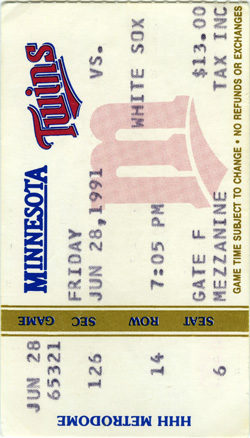 HHH METRODOME
JUN 28
65321
126
14
6
GAME SEC ROW SEAT
MINNESOTA Twins
FRIDAY
JUN 28,1991 VS.
7:05 PM WHITE SOX
GATE F $13.00
MEZZANINE TAX INC
GAME TIME SUBJECT TO CHANGE • NO REFUNDS OR EXCHANGES